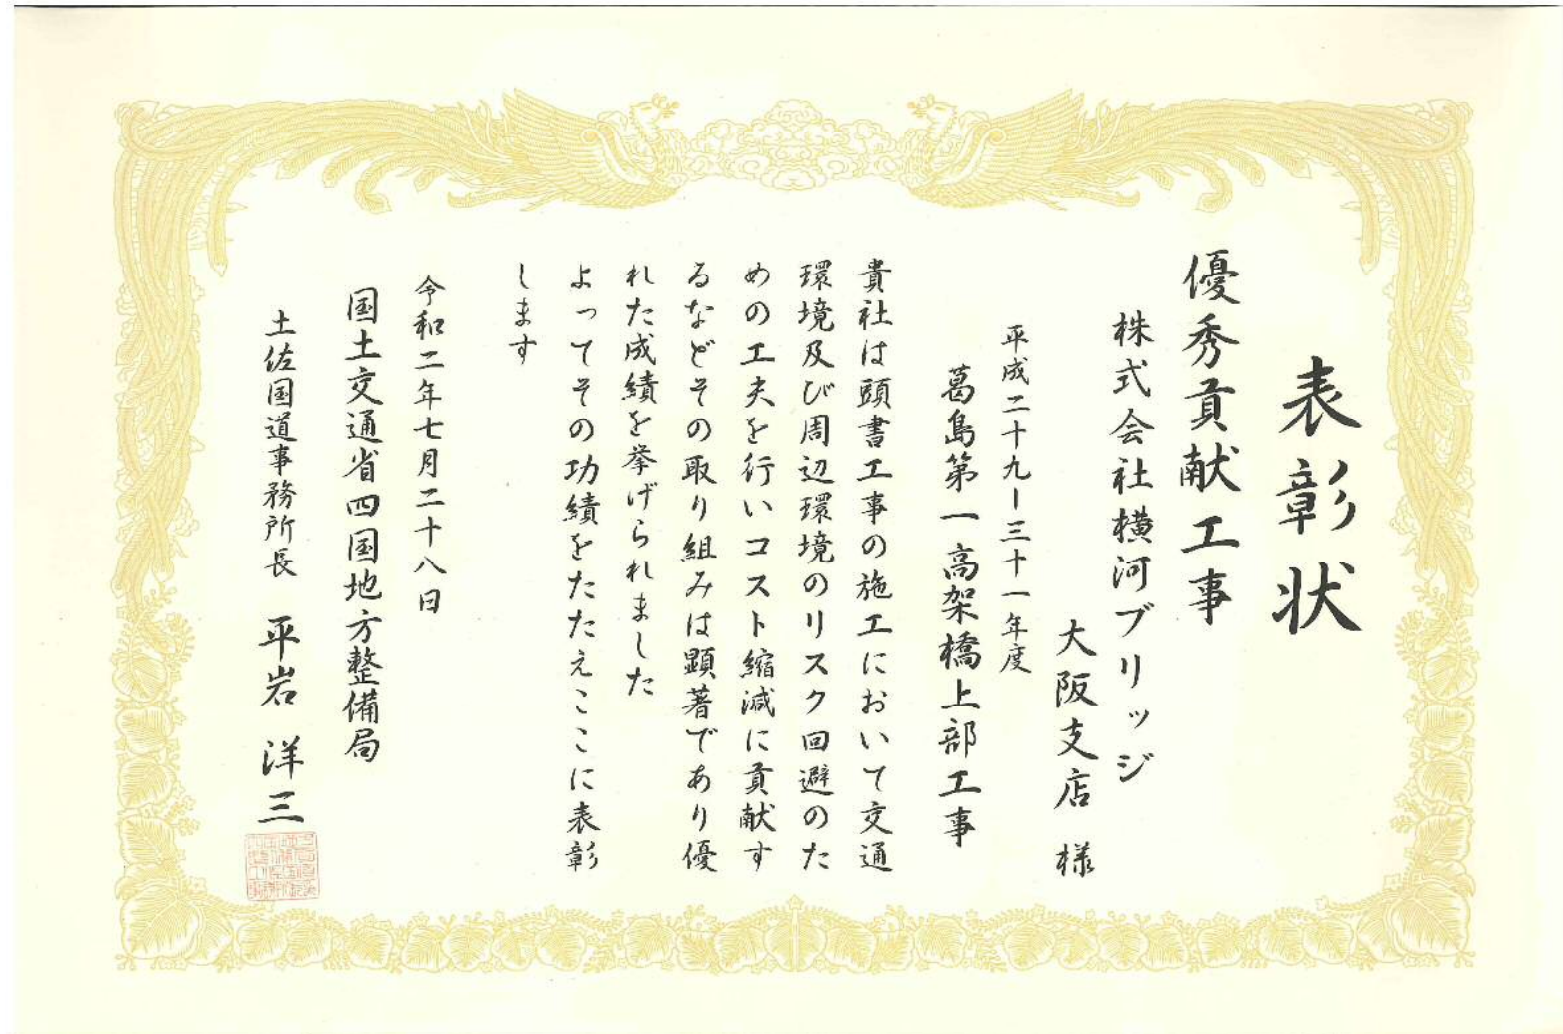 表彰状
優秀貢献工事
株式会社横河ブリッジ
大阪支店 様
平成二十九ー三十一年度
葛島第一高架橋上部工事
貴社は頭書工事の施工において交通
環境及び周辺環境のリスク回避のた
めの工夫を行いコスト縮減に貢献す
るなどその取り組みは顕著であり優
れた成績を挙げられました
よってその功績をたたえここに表彰
します
令和二年七月二十八日
国土交通省四国地方整備局
土佐国道事務所長 平岩 洋三